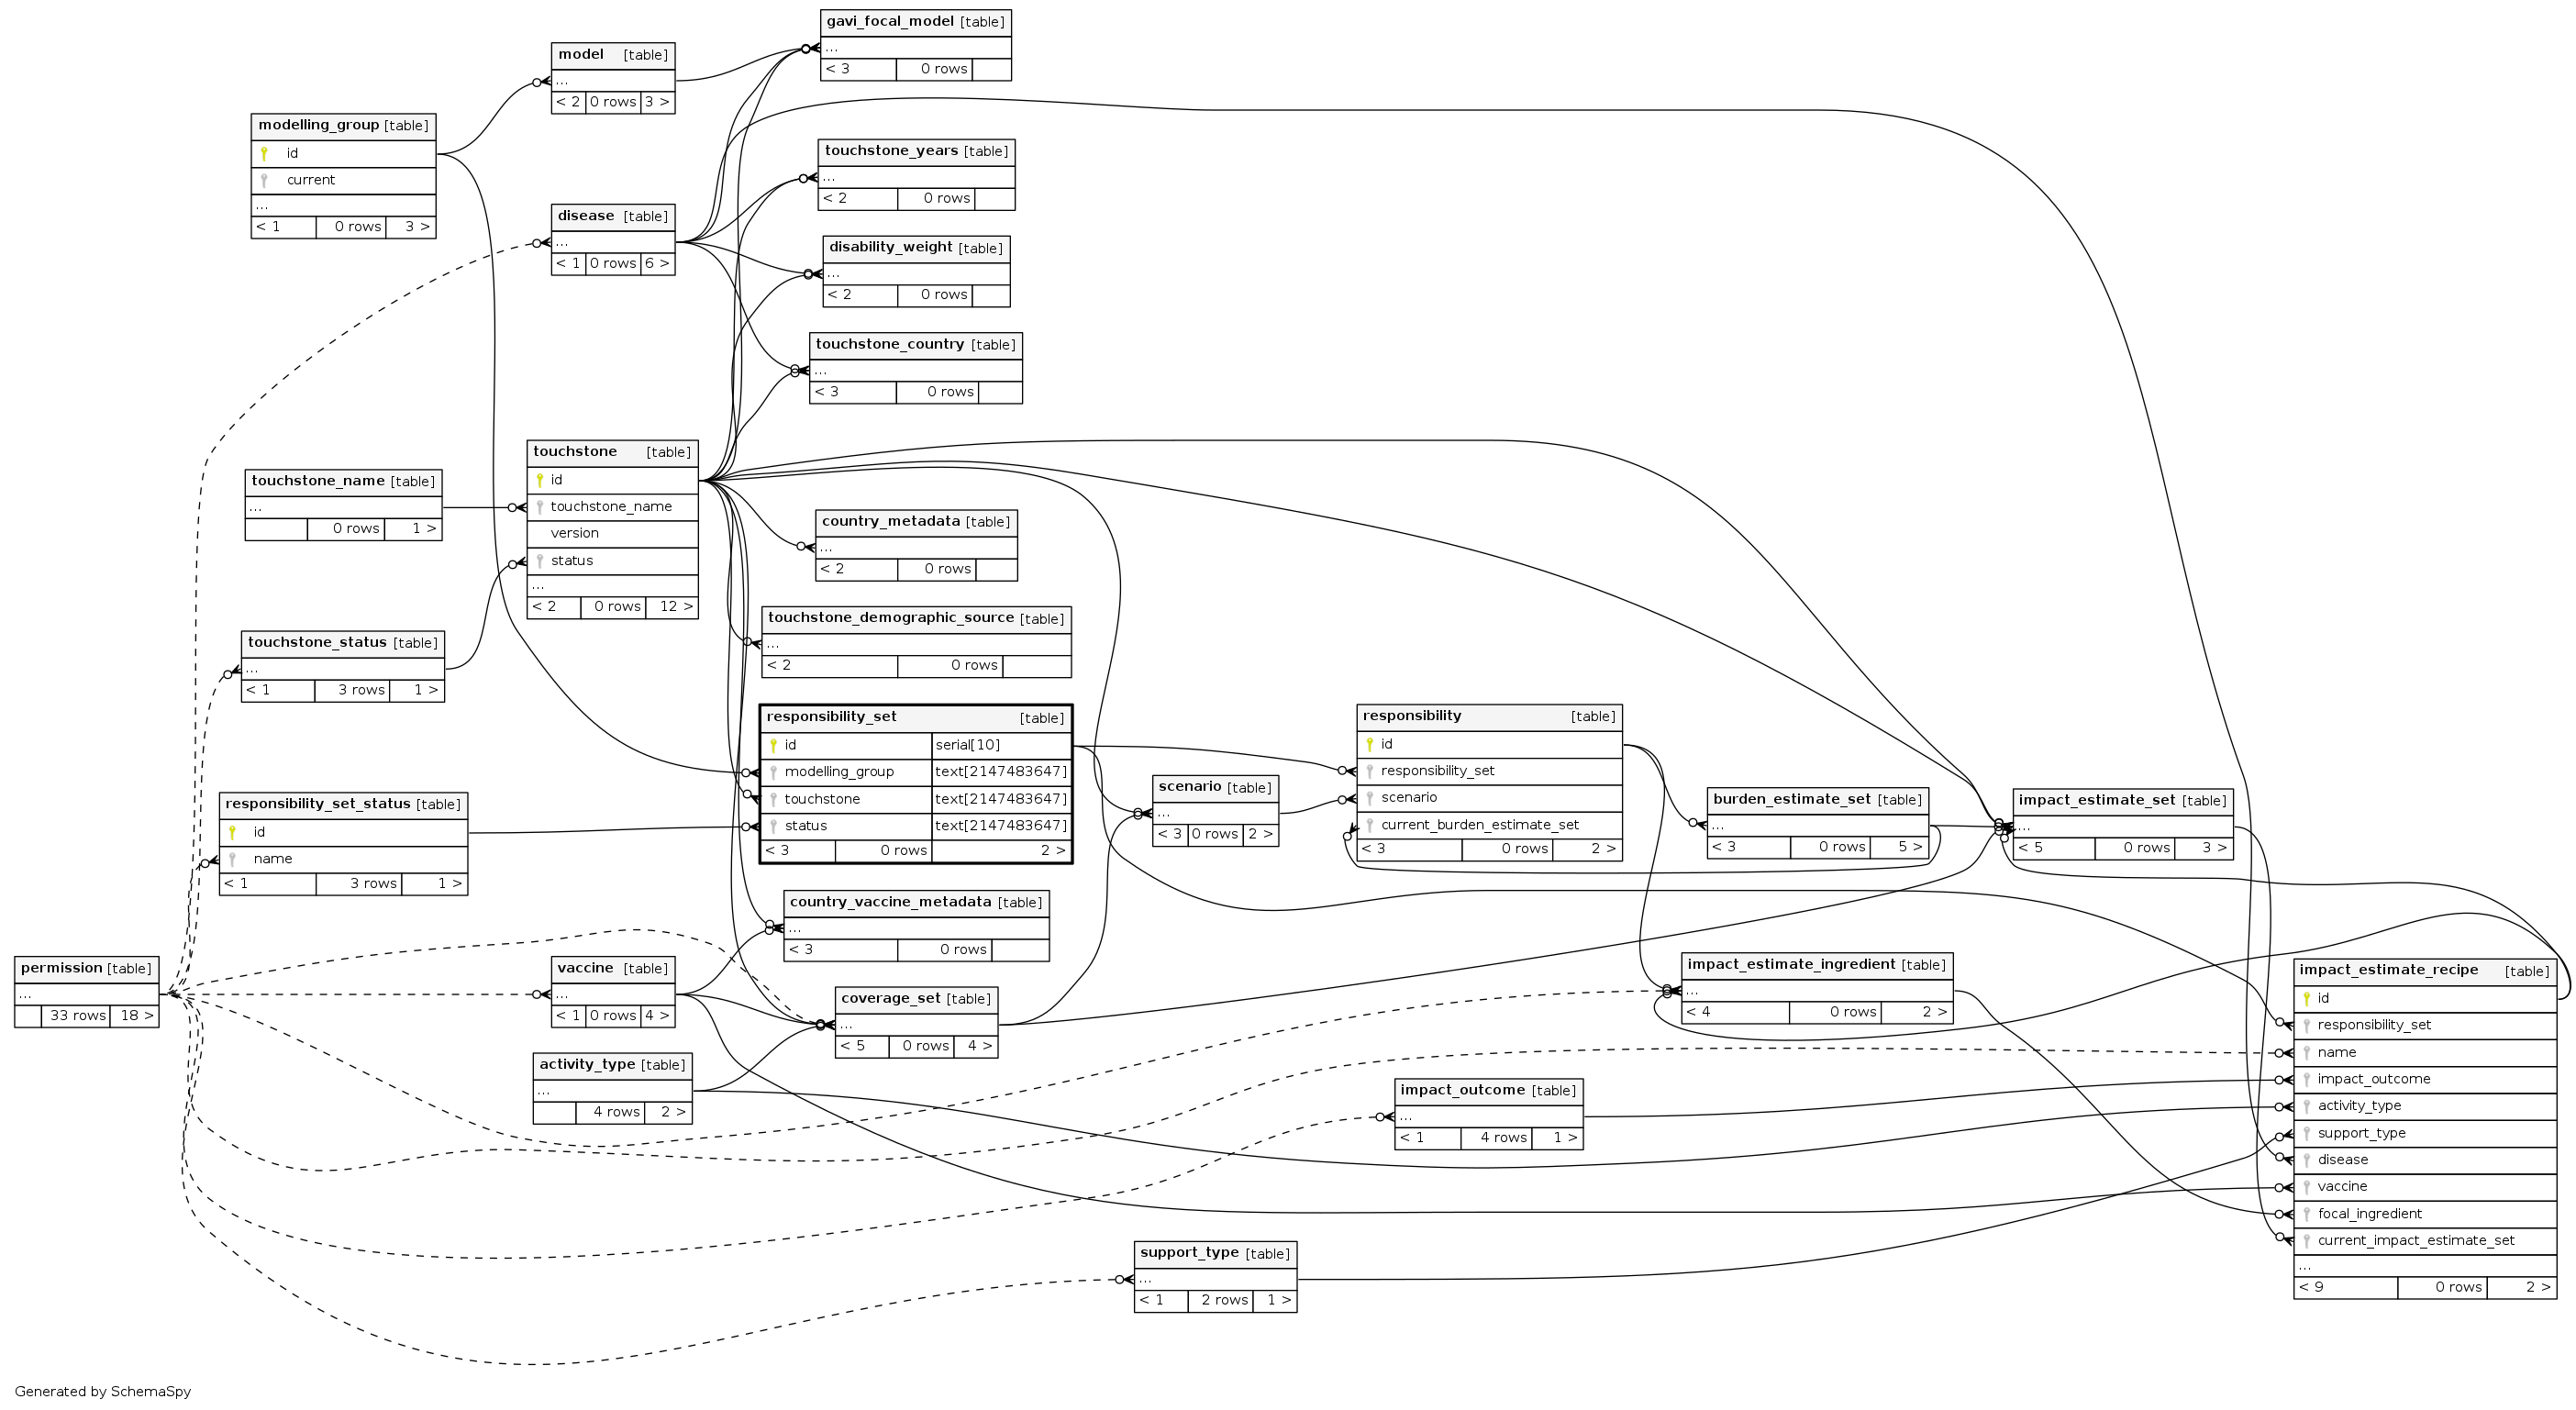 gavi_focal_model [table]
...
< 3 0 rows
model [table]
...
< 2 0 rows 3 >
modelling_group [table]
id
current
...
< 1 0 rows 3 >
touchstone_years [table]
...
< 2 0 rows
disease [table]
...
< 1 0 rows 6 >
disability_weight [table]
...
< 2 0 rows
touchstone_country [table]
...
< 3 0 rows
touchstone [table]
id
touchstone_name
version
status
...
< 2 0 rows 12 >
touchstone_name [table]
...
0 rows 1 >
country_metadata [table]
...
< 2 0 rows
touchstone_demographic_source [table]
...
< 2 0 rows
touchstone_status [table]
...
< 1 3 rows 1 >
responsibility_set [table]
id serial[10]
modelling_group text[2147483647]
touchstone text[2147483647]
status text[2147483647]
< 3 0 rows 2 >
responsibility [table]
id
responsibility_set
scenario
current_burden_estimate_set
< 3 0 rows 2 >
scenario [table]
...
< 3 0 rows 2 >
burden_estimate_set [table]
...
< 3 0 rows 5 >
impact_estimate_set [table]
...
< 5 0 rows 3 >
responsibility_set_status [table]
id
name
< 1 3 rows 1 >
country_vaccine_metadata [table]
...
< 3 0 rows
permission [table]
...
33 rows 18 >
vaccine [table]
...
< 1 0 rows 4 >
coverage_set [table]
...
< 5 0 rows 4 >
impact_estimate_ingredient [table]
...
< 4 0 rows 2 >
impact_estimate_recipe [table]
id
responsibility_set
name
impact_outcome
activity_type
support_type
disease
vaccine
focal_ingredient
current_impact_estimate_set
...
< 9 0 rows 2 >
activity_type [table]
...
4 rows 2 >
impact_outcome [table]
...
< 1 4 rows 1 >
support_type [table]
...
< 1 2 rows 1 >
Generated by SchemaSpy